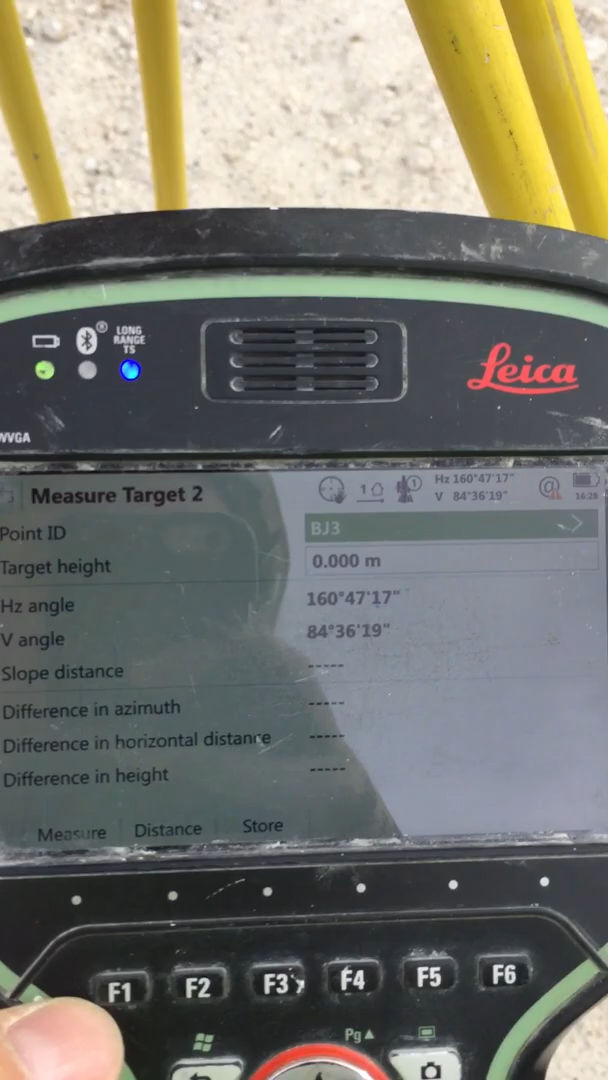 LONG
RANGE
TS
Leica
WVGA
Measure Target 2
1
1
Hz 160°47'17"
V 84°36'19"
@
16:28
Point ID BJ3
Target height 0.000 m
Hz angle 160°47'17"
V angle 84°36'19"
Slope distance -----
Difference in azimuth -----
Difference in horizontal distance -----
Difference in height -----
Measure Distance Store
F1 F2 F3 F4 F5 F6
Pg